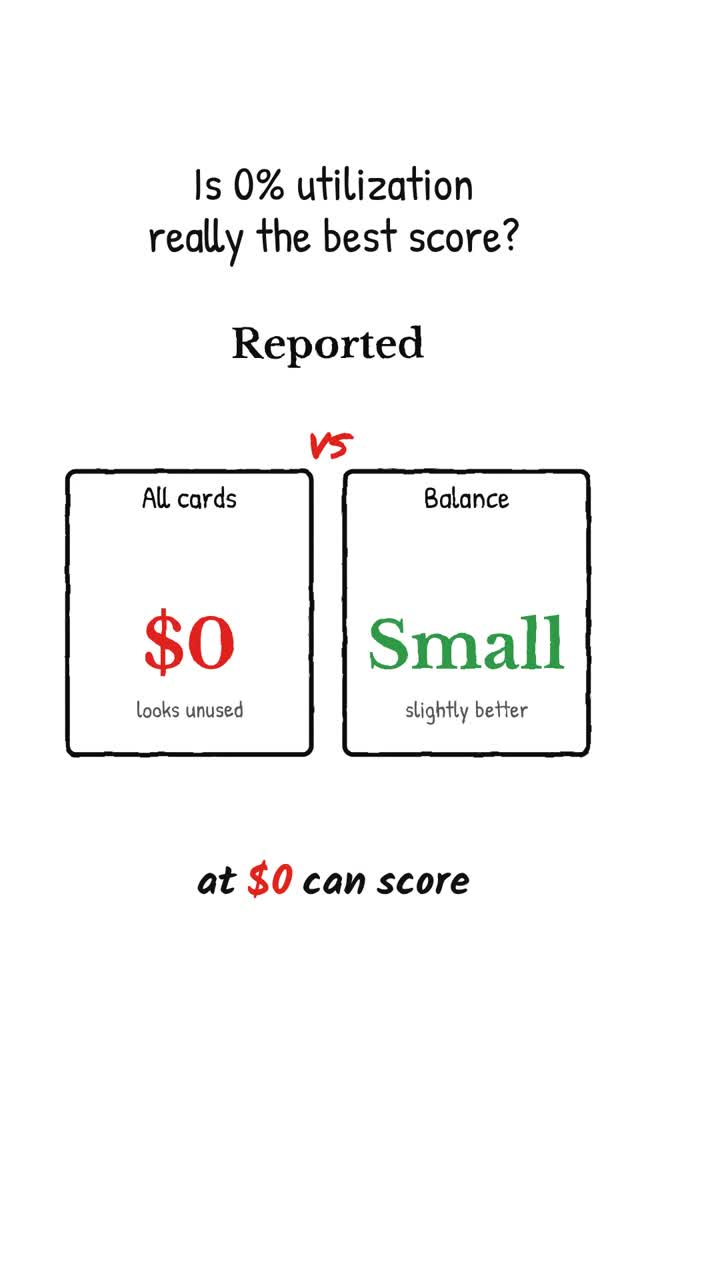 Is 0% utilization
really the best score?
Reported
vs
All cards
$0
looks unused
Balance
Small
slightly better
at $0 can score